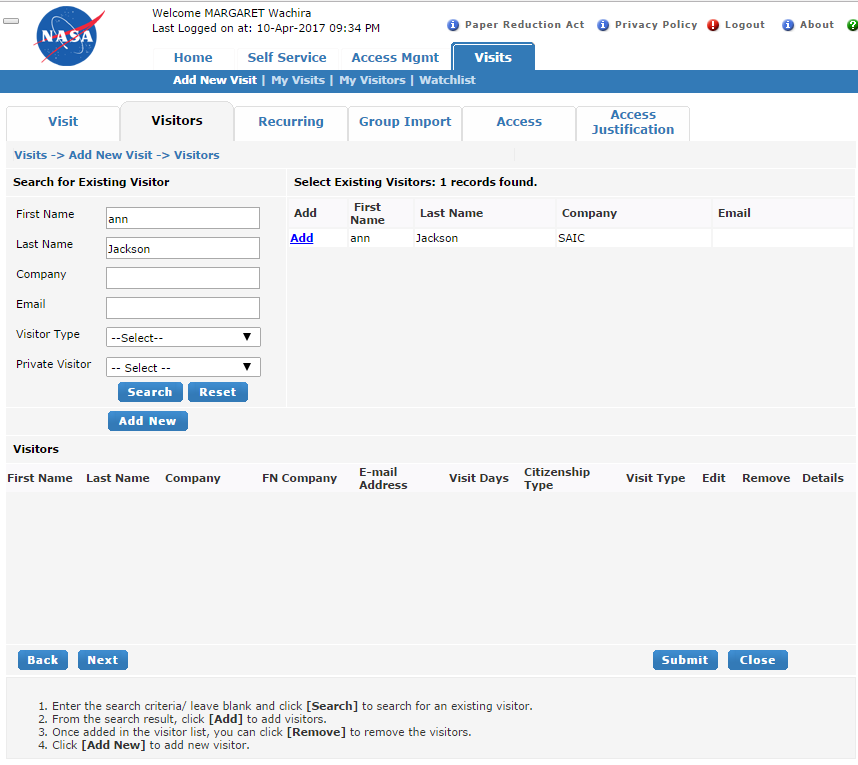 NASA
Welcome MARGARET Wachira
Last Logged on at: 10-Apr-2017 09:34 PM
Paper Reduction Act Privacy Policy Logout About
Home Self Service Access Mgmt Visits
Add New Visit | My Visits | My Visitors | Watchlist
Visit Visitors Recurring Group Import Access Access Justification
Visits -> Add New Visit -> Visitors
Search for Existing Visitor
First Name ann
Last Name Jackson
Company
Email
Visitor Type --Select--
Private Visitor -- Select --
Search Reset
Add New
Select Existing Visitors: 1 records found.
Add First Name Last Name Company Email
Add ann Jackson SAIC
Visitors
First Name Last Name Company FN Company E-mail Address Visit Days Citizenship Type Visit Type Edit Remove Details
Back Next Submit Close
1. Enter the search criteria/ leave blank and click [Search] to search for an existing visitor.
2. From the search result, click [Add] to add visitors.
3. Once added in the visitor list, you can click [Remove] to remove the visitors.
4. Click [Add New] to add new visitor.